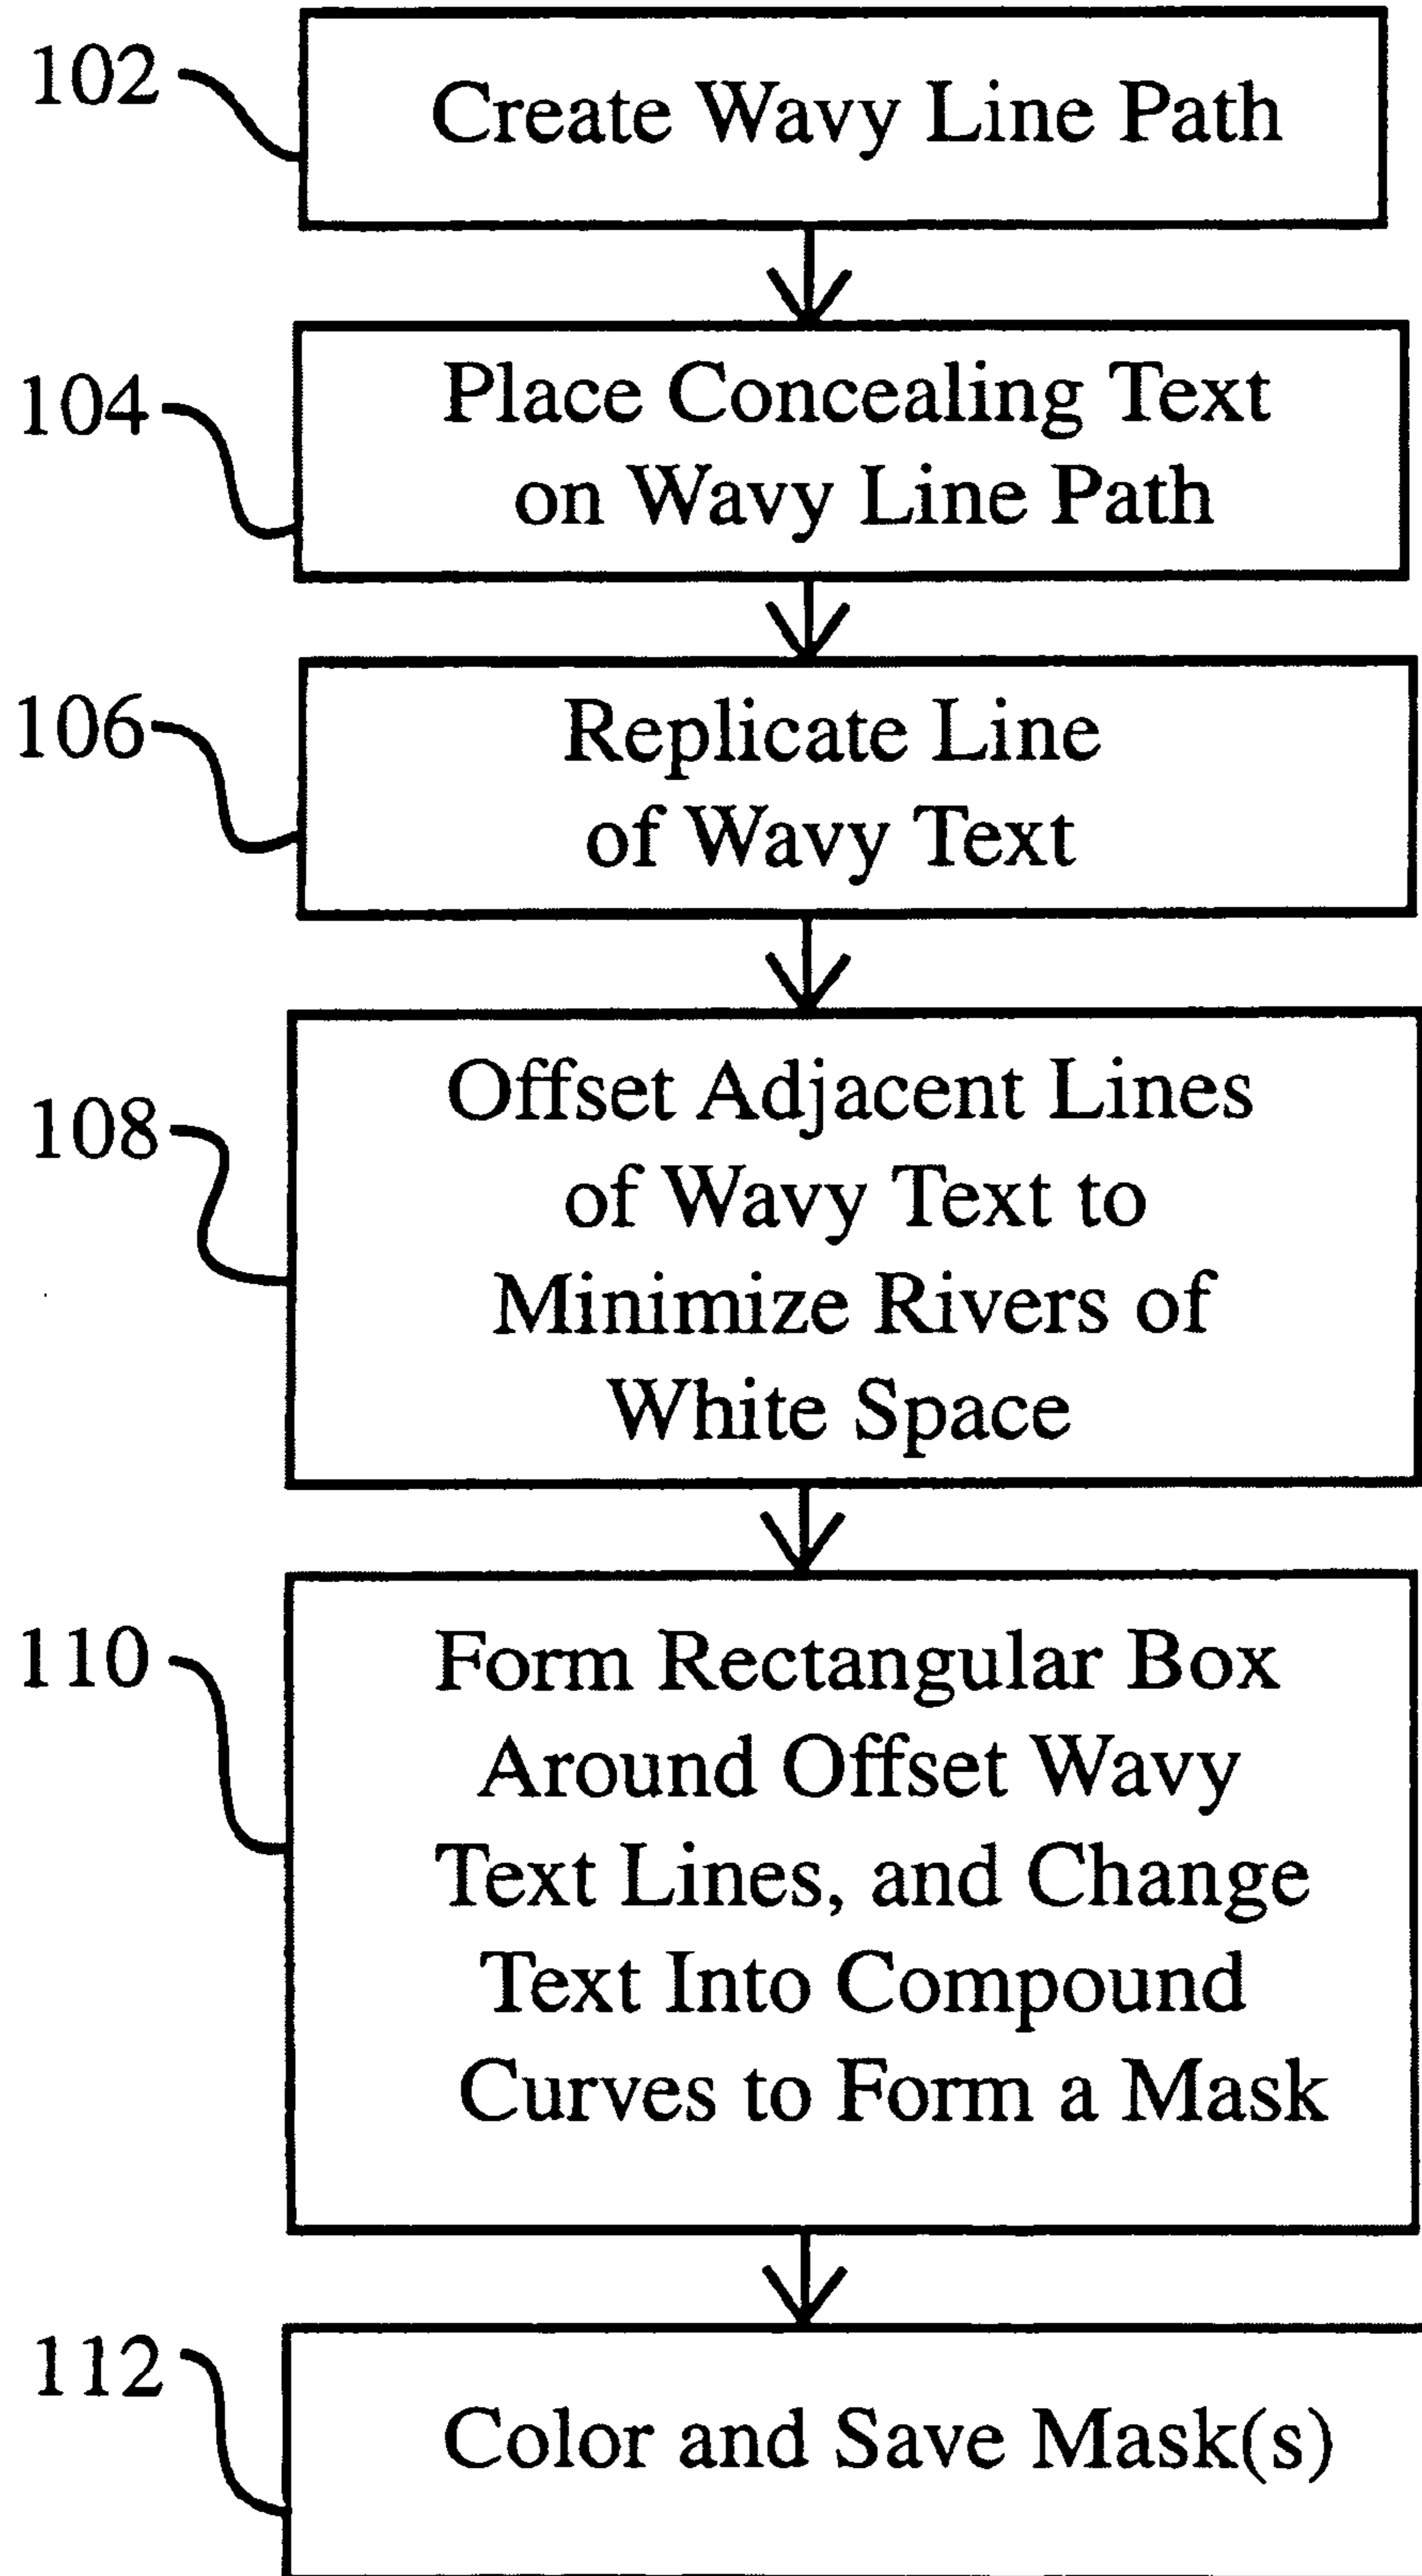 102
Create Wavy Line Path
104
Place Concealing Text
on Wavy Line Path
106
Replicate Line
of Wavy Text
108
Offset Adjacent Lines
of Wavy Text to
Minimize Rivers of
White Space
110
Form Rectangular Box
Around Offset Wavy
Text Lines, and Change
Text Into Compound
Curves to Form a Mask
112
Color and Save Mask(s)